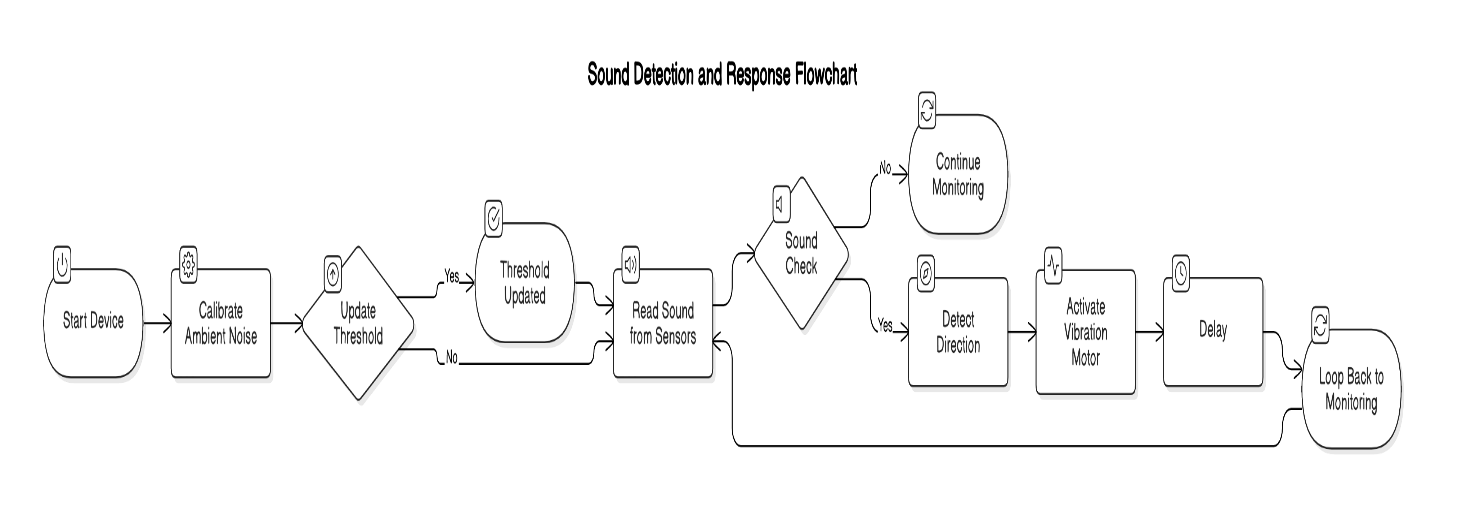 Sound Detection and Response Flowchart
Start Device
Calibrate
Ambient Noise
Update
Threshold
Yes
No
Threshold
Updated
Read Sound
from Sensors
Sound
Check
No
Yes
Continue
Monitoring
Detect
Direction
Activate
Vibration
Motor
Delay
Loop Back to
Monitoring